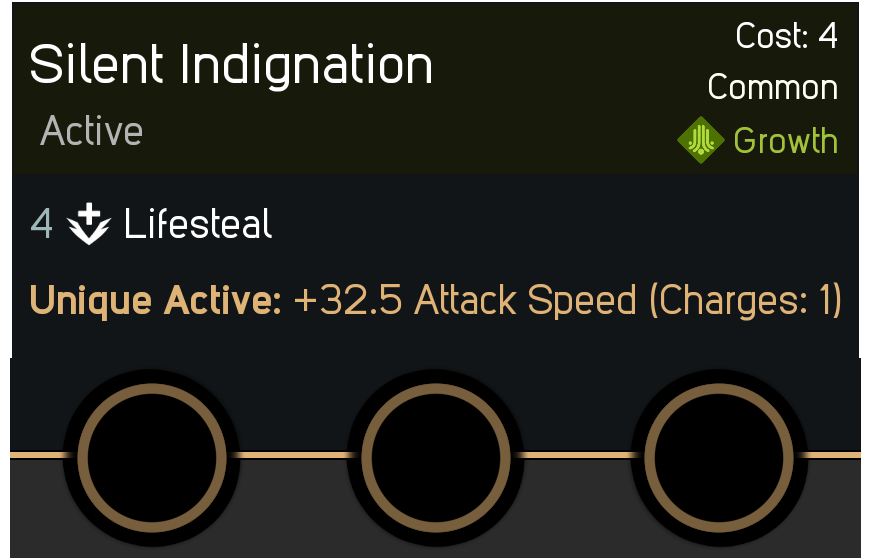 Silent Indignation
Active
Cost: 4
Common
Growth
4 Lifesteal
Unique Active: +32.5 Attack Speed (Charges: 1)